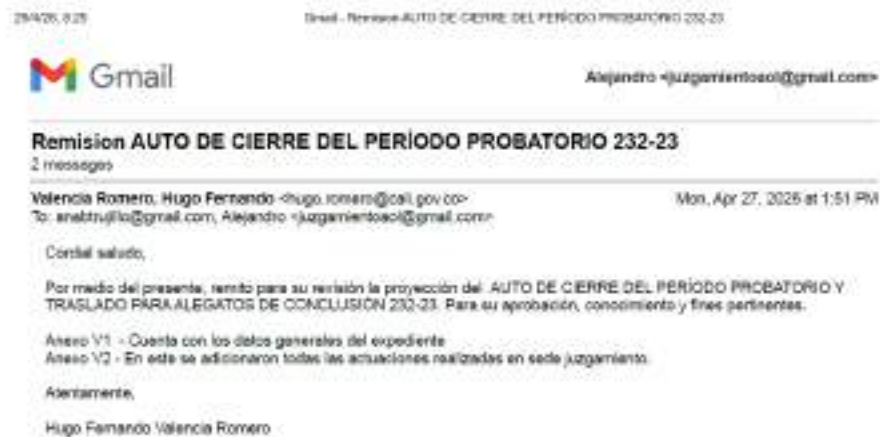 29/4/26, 8:25
Gmail - Remision AUTO DE CIERRE DEL PERÍODO PROBATORIO 232-23
Gmail
Alejandro <juzgamientoaol@gmail.com>
Remision AUTO DE CIERRE DEL PERÍODO PROBATORIO 232-23
2 messages
Valencia Romero, Hugo Fernando <hugo.romero@cali.gov.co>
Mon, Apr 27, 2026 at 1:51 PM
To: anabtrujillo@gmail.com, Alejandro <juzgamientoaol@gmail.com>
Cordial saludo,
Por medio del presente, remito para su revisión la proyección del AUTO DE CIERRE DEL PERÍODO PROBATORIO Y
TRASLADO PARA ALEGATOS DE CONCLUSIÓN 232-23. Para su aprobación, conocimiento y fines pertinentes.
Anexo V1 - Cuenta con los datos generales del expediente
Anexo V2 - En este se adicionaron todas las actuaciones realizadas en sede juzgamiento.
Atentamente,
Hugo Fernando Valencia Romero